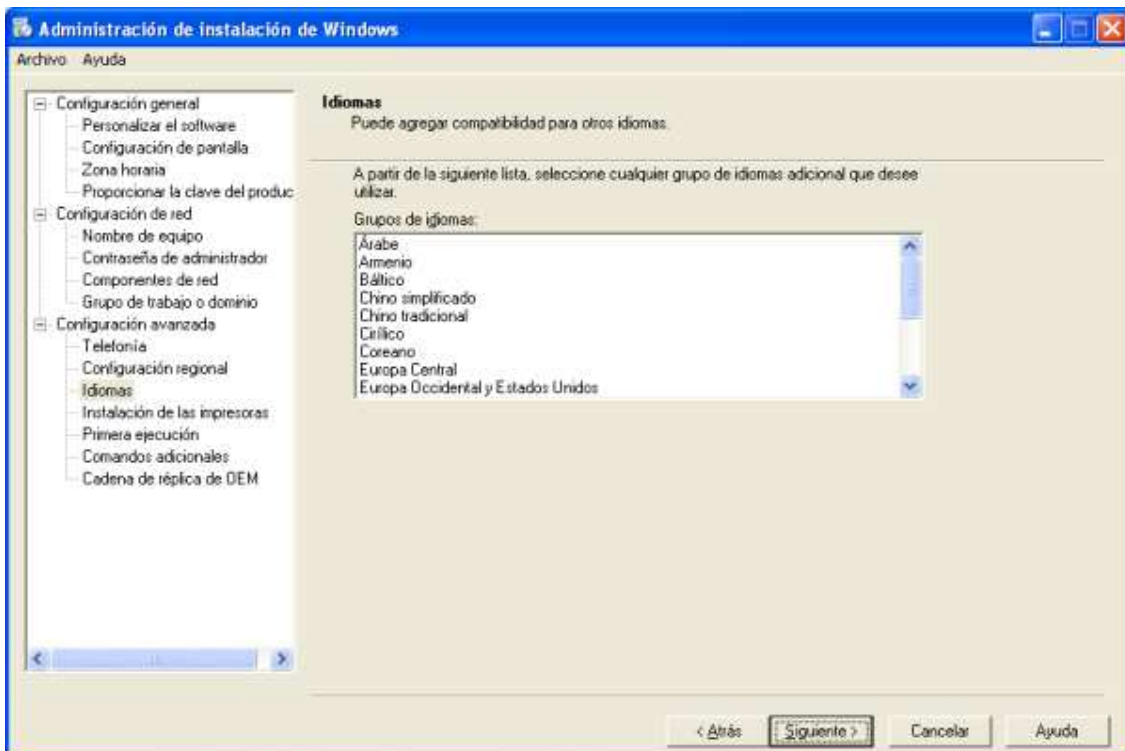 Administración de instalación de Windows
Archivo Ayuda
Configuración general
Personalizar el software
Configuración de pantalla
Zona horaria
Proporcionar la clave del produc
Configuración de red
Nombre de equipo
Contraseña de administrador
Componentes de red
Grupo de trabajo o dominio
Configuración avanzada
Telefonía
Configuración regional
Idiomas
Instalación de las impresoras
Primera ejecución
Comandos adicionales
Cadena de réplica de OEM
Idiomas
Puede agregar compatibilidad para otros idiomas.
A partir de la siguiente lista, seleccione cualquier grupo de idiomas adicional que desee
utilizar.
Grupos de idiomas:
Árabe
Armenio
Báltico
Chino simplificado
Chino tradicional
Cirílico
Coreano
Europa Central
Europa Occidental y Estados Unidos
< Atrás Siguiente > Cancelar Ayuda